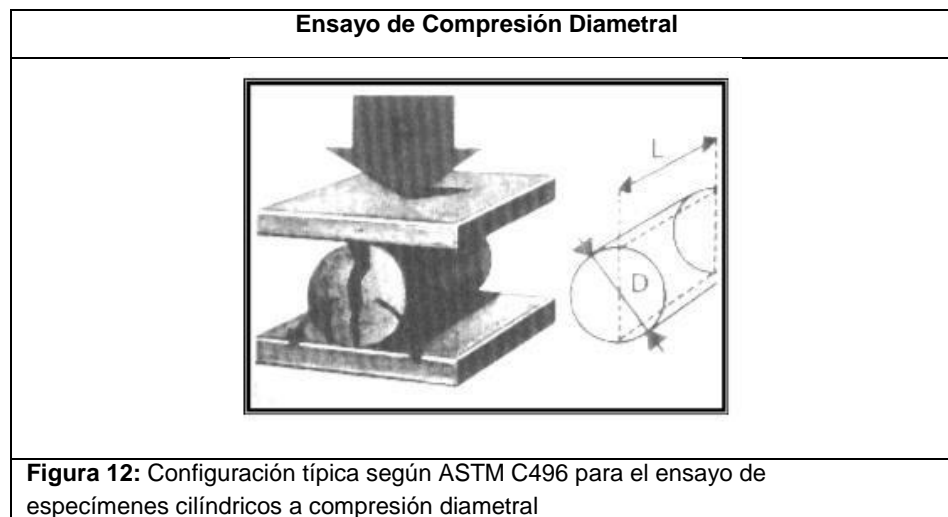 Ensayo de Compresión Diametral
L
D
Figura 12: Configuración típica según ASTM C496 para el ensayo de
especímenes cilíndricos a compresión diametral